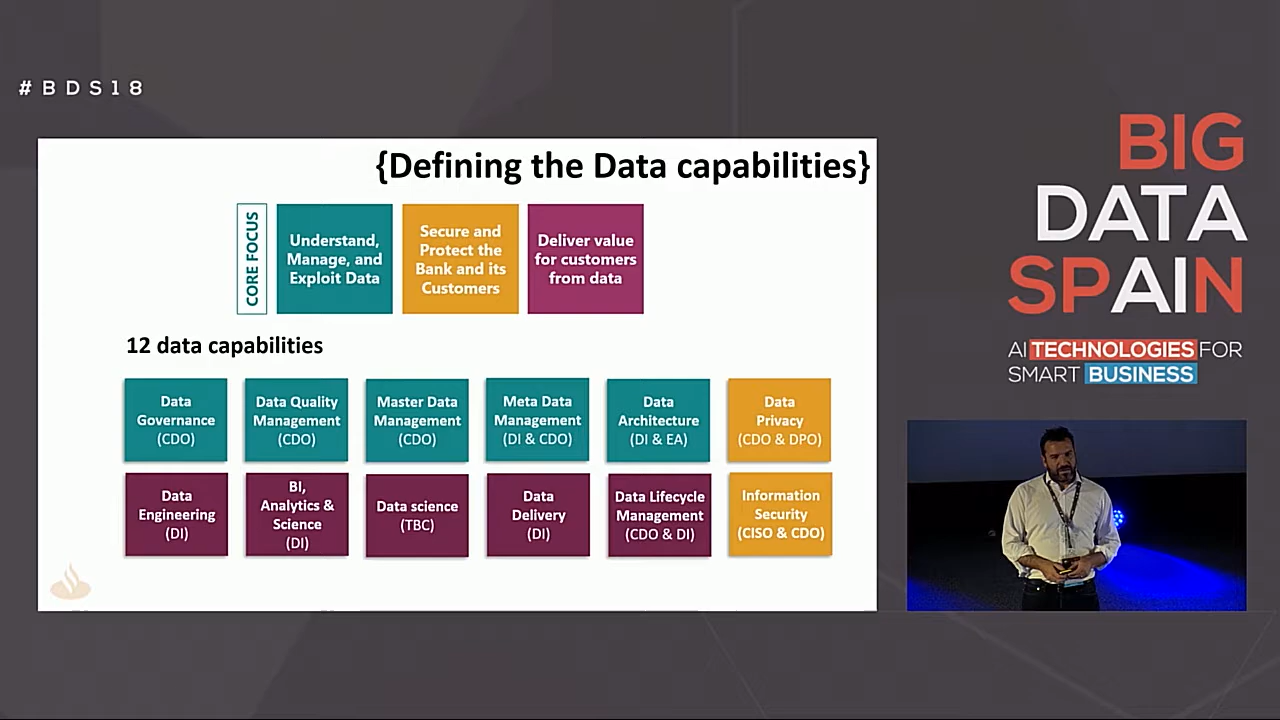 #BDS18
{Defining the Data capabilities}
CORE FOCUS
Understand,
Manage, and
Exploit Data
Secure and
Protect the
Bank and its
Customers
Deliver value
for customers
from data
12 data capabilities
Data
Governance
(CDO)
Data Quality
Management
(CDO)
Master Data
Management
(CDO)
Meta Data
Management
(DI & CDO)
Data
Architecture
(DI & EA)
Data
Privacy
(CDO & DPO)
Data
Engineering
(DI)
BI,
Analytics &
Science
(DI)
Data science
(TBC)
Data
Delivery
(DI)
Data Lifecycle
Management
(CDO & DI)
Information
Security
(CISO & CDO)
BIG
DATA
SPAIN
AI TECHNOLOGIES FOR
SMART BUSINESS